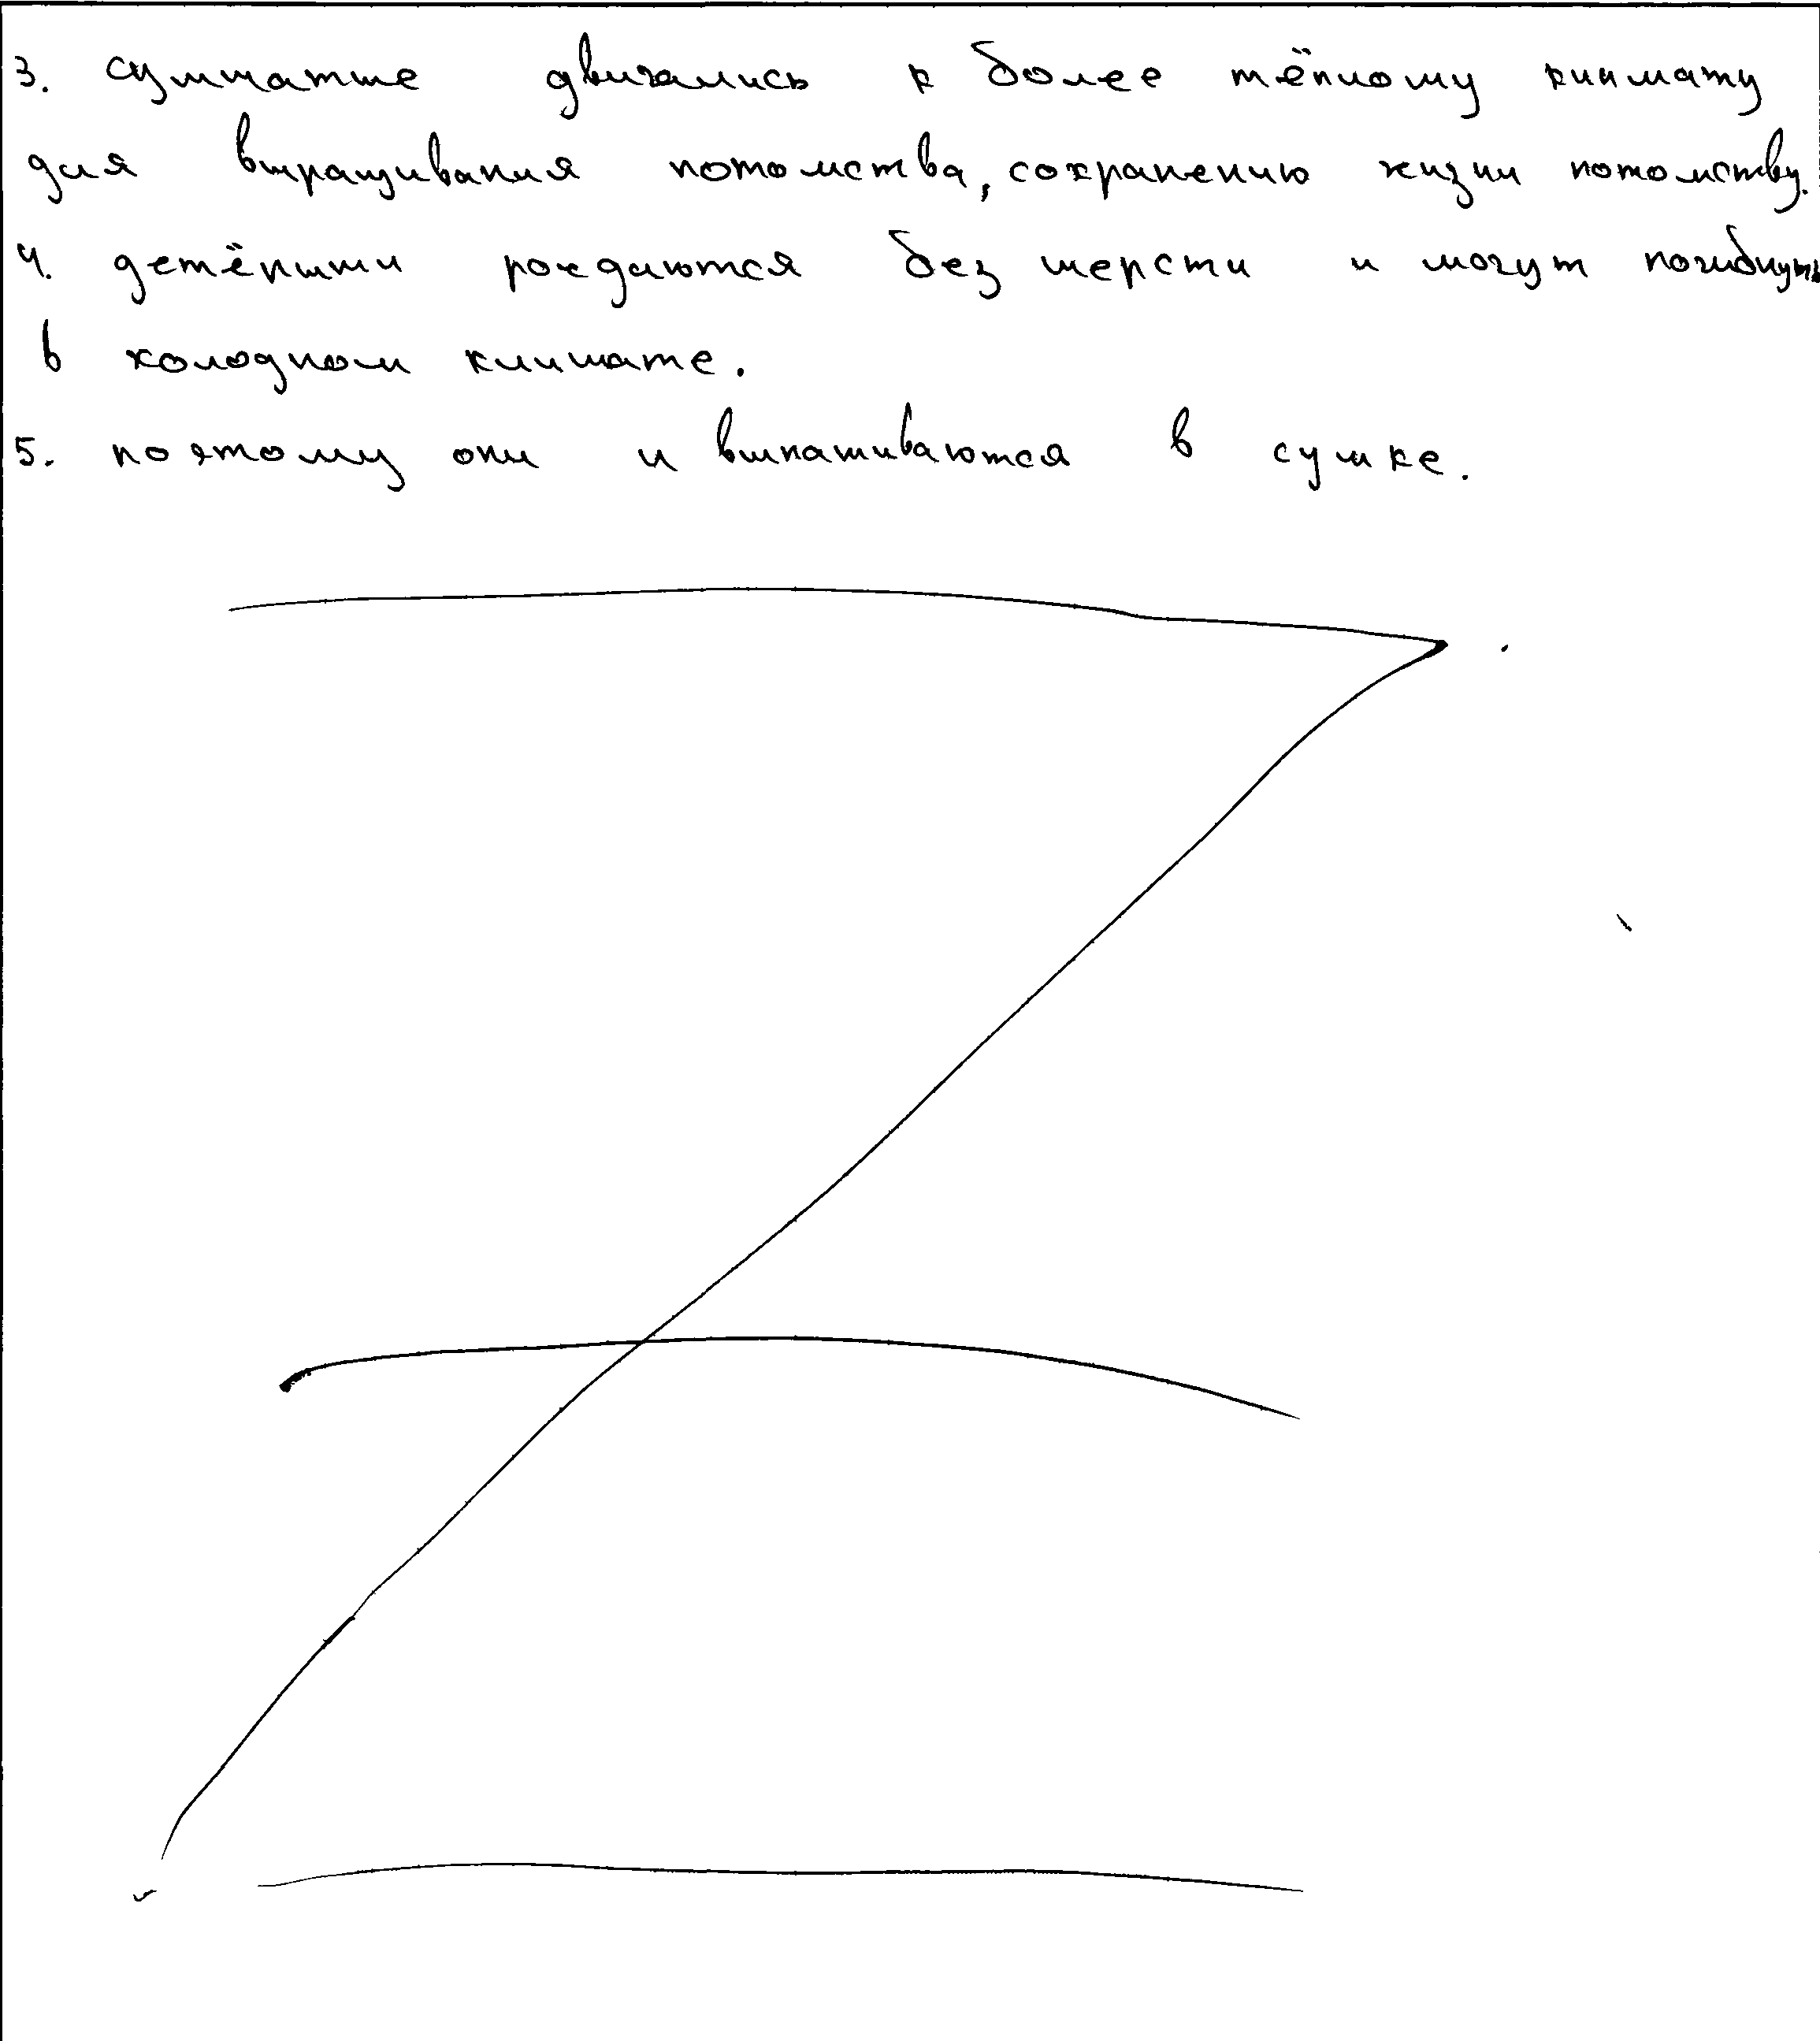 3. сумчатые двигались к более тёплому климату
для выращивания потомства, сохранению жизни потомству.
4. детёныши рождаются без шерсти и могут погибнуть
в холодном климате.
5. поэтому они и вынашиваются в сумке.